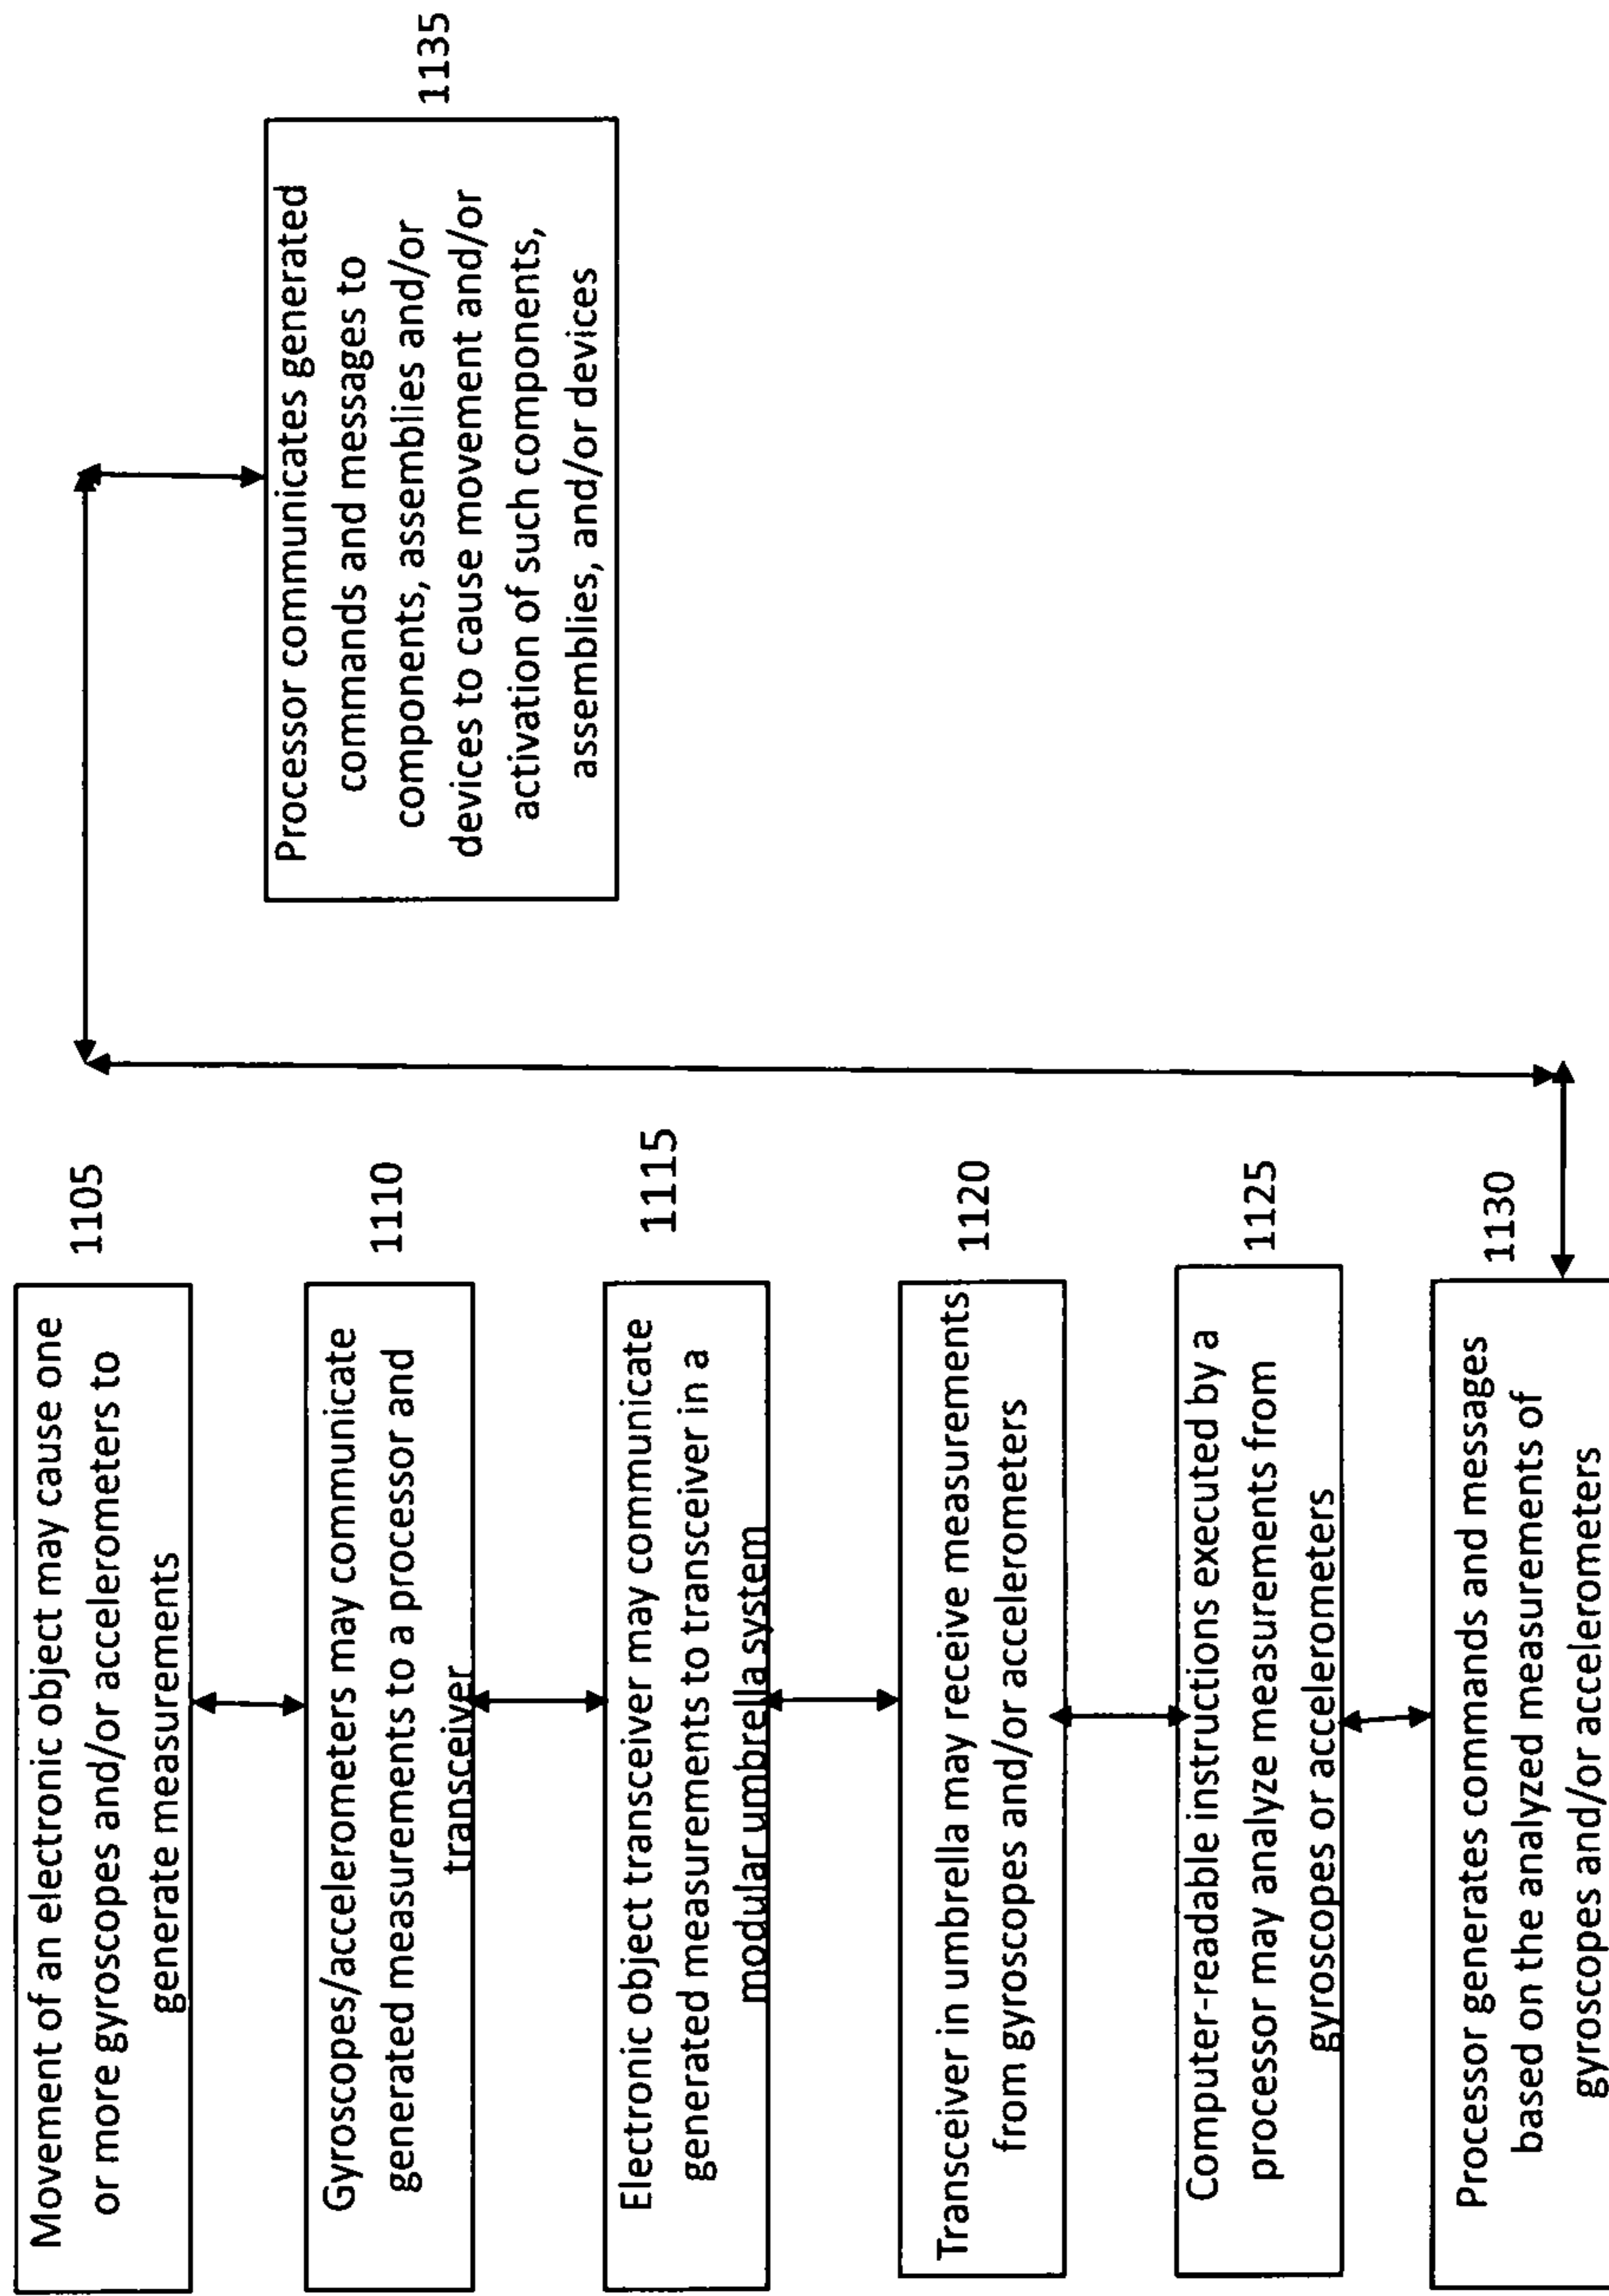 Movement of an electronic object may cause one
or more gyroscopes and/or accelerometers to
generate measurements
1105
Gyroscopes/accelerometers may communicate
generated measurements to a processor and
transceiver
1110
Electronic object transceiver may communicate
generated measurements to transceiver in a
modular umbrella system
1115
Transceiver in umbrella may receive measurements
from gyroscopes and/or accelerometers
1120
Computer-readable instructions executed by a
processor may analyze measurements from
gyroscopes or accelerometers
1125
Processor generates commands and messages
based on the analyzed measurements of
gyroscopes and/or accelerometers
1130
Processor communicates generated
commands and messages to
components, assemblies and/or
devices to cause movement and/or
activation of such components,
assemblies, and/or devices
1135